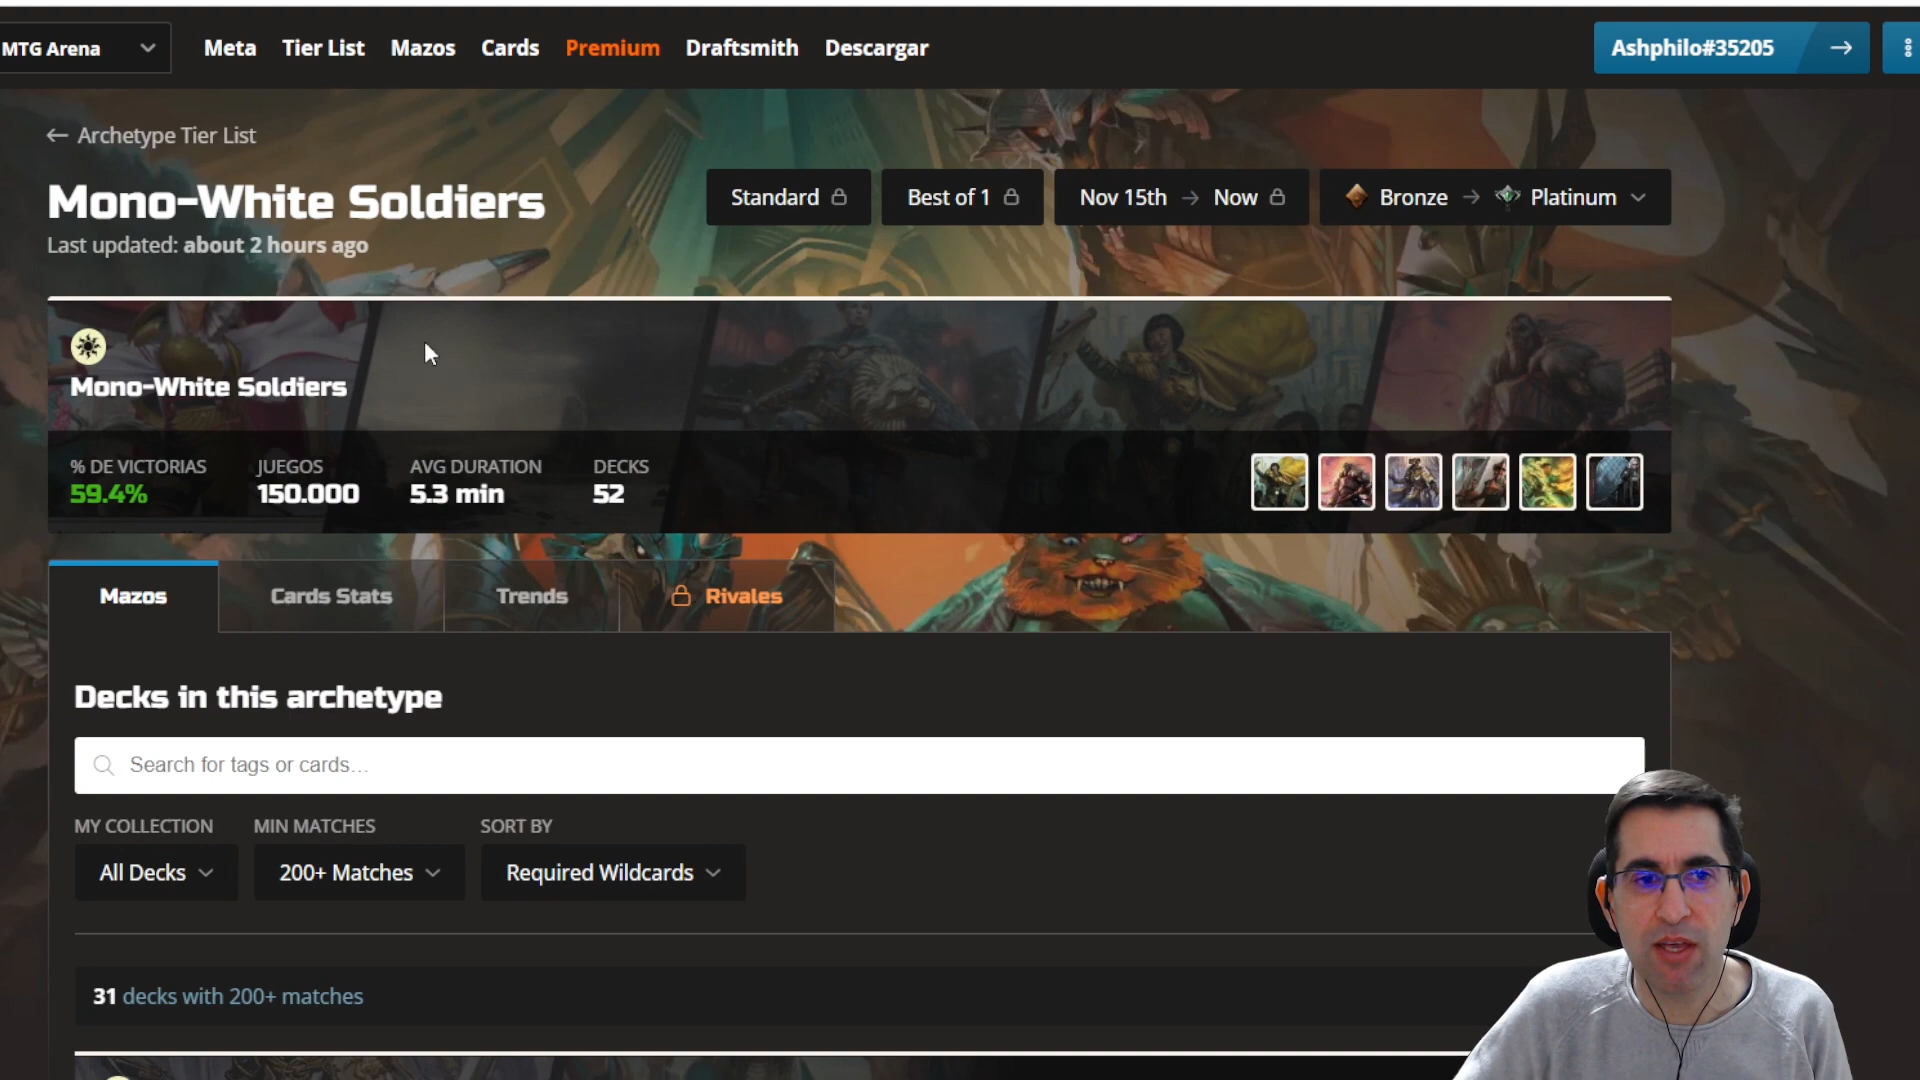 MTG Arena
Meta
Tier List
Mazos
Cards
Premium
Draftsmith
Descargar
Ashphilo#35205
Archetype Tier List
Mono-White Soldiers
Last updated: about 2 hours ago
Standard
Best of 1
Nov 15th → Now
Bronze → Platinum
Mono-White Soldiers
% DE VICTORIAS
59.4%
JUEGOS
150.000
AVG DURATION
5.3 min
DECKS
52
Mazos
Cards Stats
Trends
Rivales
Decks in this archetype
Search for tags or cards...
MY COLLECTION
All Decks
MIN MATCHES
200+ Matches
SORT BY
Required Wildcards
31 decks with 200+ matches